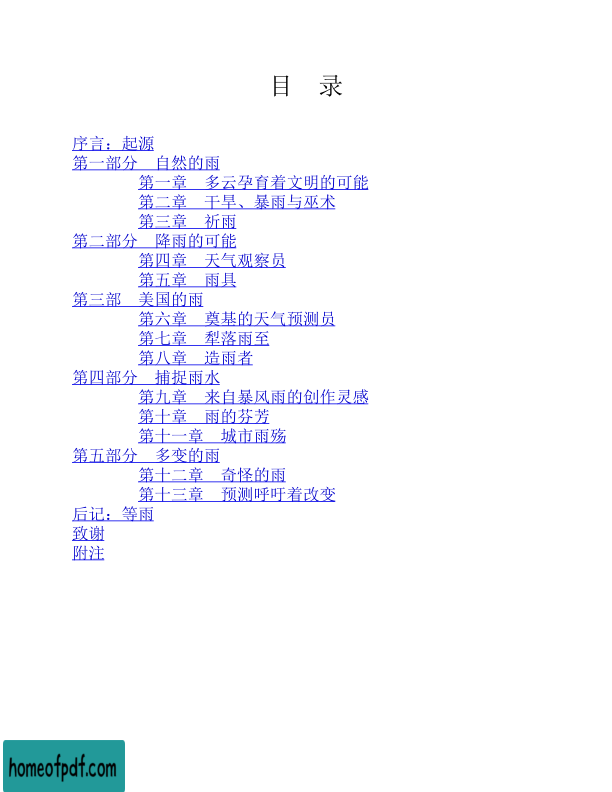 目 录
序言：起源
第一部分 自然的雨
第一章 多云孕育着文明的可能
第二章 干旱、暴雨与巫术
第三章 祈雨
第二部分 降雨的可能
第四章 天气观察员
第五章 雨具
第三部 美国的雨
第六章 奠基的天气预测员
第七章 犁落雨至
第八章 造雨者
第四部分 捕捉雨水
第九章 来自暴风雨的创作灵感
第十章 雨的芬芳
第十一章 城市雨殇
第五部分 多变的雨
第十二章 奇怪的雨
第十三章 预测呼吁着改变
后记：等雨
致谢
附注
homeofpdf.com